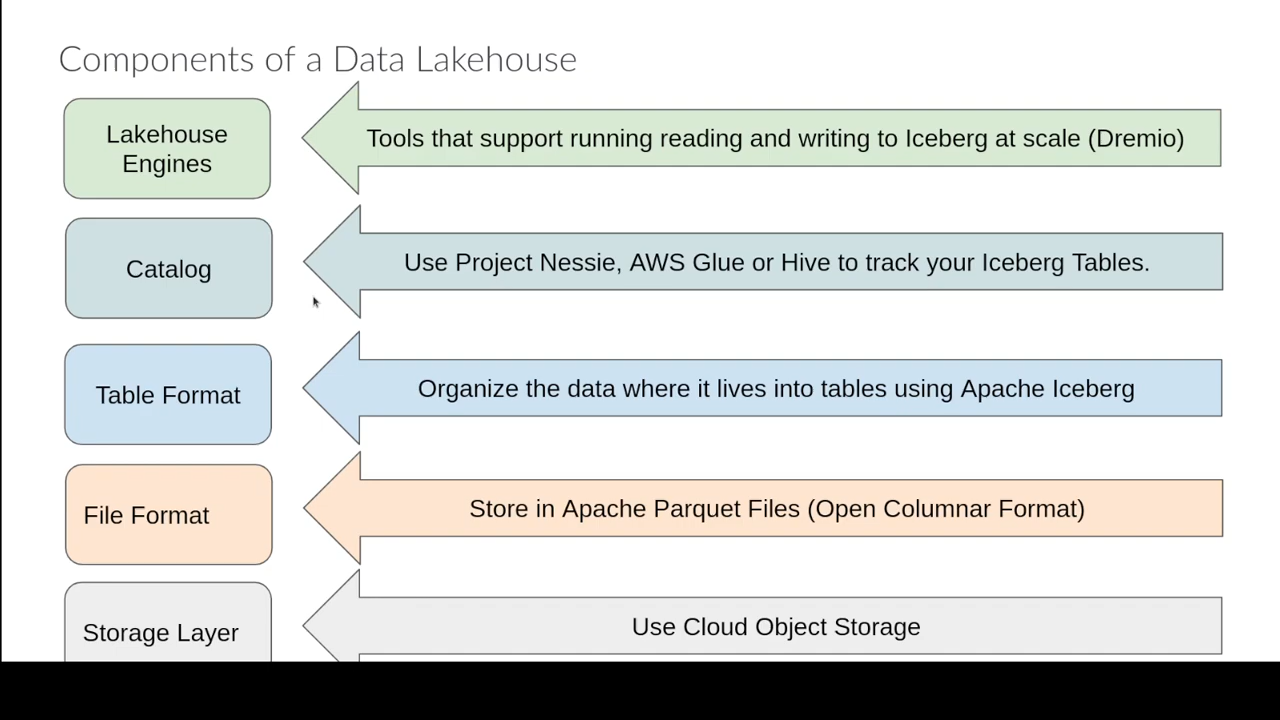 Components of a Data Lakehouse
Lakehouse
Engines
Tools that support running reading and writing to Iceberg at scale (Dremio)
Catalog
Use Project Nessie, AWS Glue or Hive to track your Iceberg Tables.
Table Format
Organize the data where it lives into tables using Apache Iceberg
File Format
Store in Apache Parquet Files (Open Columnar Format)
Storage Layer
Use Cloud Object Storage